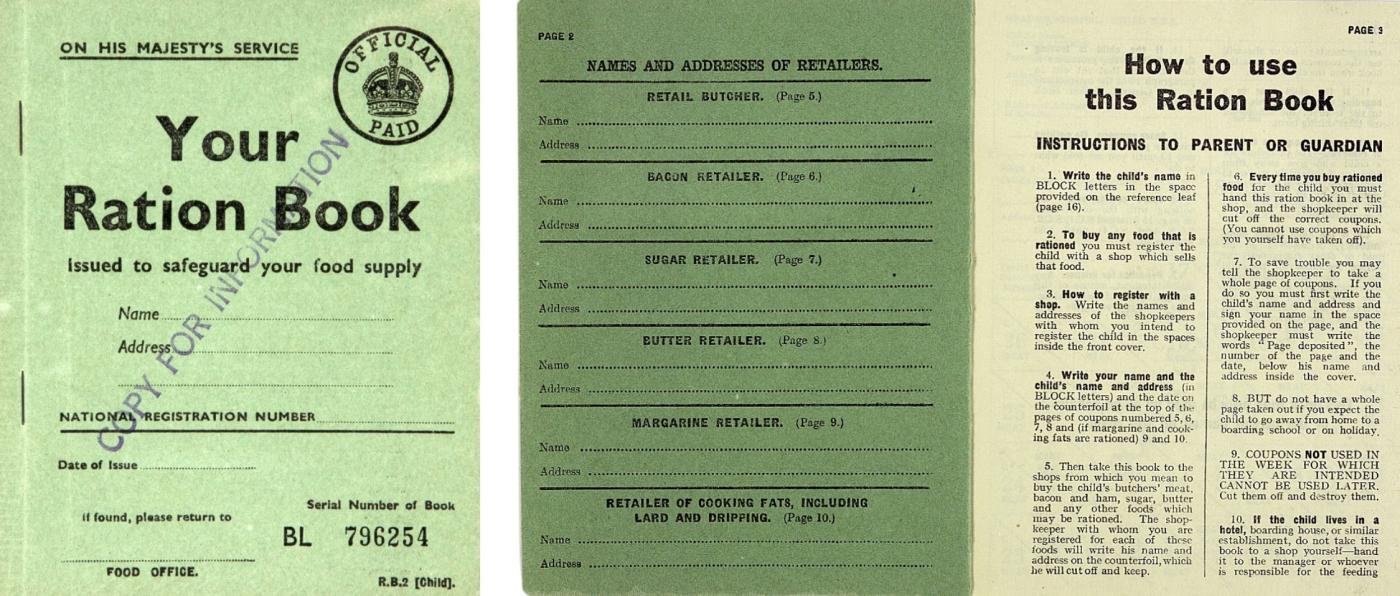 ON HIS MAJESTY'S SERVICE
OFFICIAL
PAID
Your
Ration Book
Issued to safeguard your food supply
Name
Address
COPY FOR INFORMATION
NATIONAL REGISTRATION NUMBER
Date of Issue
Serial Number of Book
If found, please return to
BL 796254
FOOD OFFICE.
R.B.2 [Child].
PAGE 2
NAMES AND ADDRESSES OF RETAILERS.
RETAIL BUTCHER. (Page 5.)
Name
Address
BACON RETAILER. (Page 6.)
Name
Address
SUGAR RETAILER. (Page 7.)
Name
Address
BUTTER RETAILER. (Page 8.)
Name
Address
MARGARINE RETAILER. (Page 9.)
Name
Address
RETAILER OF COOKING FATS, INCLUDING
LARD AND DRIPPING. (Page 10.)
Name
Address
PAGE 3
How to use
this Ration Book
INSTRUCTIONS TO PARENT OR GUARDIAN
1. Write the child's name in
BLOCK letters in the space
provided on the reference leaf
(page 16).
2. To buy any food that is
rationed you must register the
child with a shop which sells
that food.
3. How to register with a
shop. Write the names and
addresses of the shopkeepers
with whom you intend to
register the child in the spaces
inside the front cover.
4. Write your name and the
child's name and address (in
BLOCK letters) and the date on
the counterfoil at the top of the
pages of coupons numbered 5, 6,
7, 8 and (if margarine and cook-
ing fats are rationed) 9 and 10.
5. Then take this book to the
shops from which you mean to
buy the child's butchers' meat,
bacon and ham, sugar, butter
and any other foods which
may be rationed. The shop-
keeper with whom you are
registered for each of these
foods will write his name and
address on the counterfoil, which
he will cut off and keep.
6. Every time you buy rationed
food for the child you must
hand this ration book in at the
shop, and the shopkeeper will
cut off the correct coupons.
(You cannot use coupons which
you yourself have taken off).
7. To save trouble you may
tell the shopkeeper to take a
whole page of coupons. If you
do so you must first write the
child's name and address and
sign your name in the space
provided on the page, and the
shopkeeper must write the
words "Page deposited", the
number of the page and the
date, below his name and
address inside the cover.
8. BUT do not have a whole
page taken out if you expect the
child to go away from home to a
boarding school or on holiday.
9. COUPONS NOT USED IN
THE WEEK FOR WHICH
THEY ARE INTENDED
CANNOT BE USED LATER.
Cut them off and destroy them.
10. If the child lives in a
hotel, boarding house, or similar
establishment, do not take this
book to a shop yourself—hand
it to the manager or whoever
is responsible for the feeding